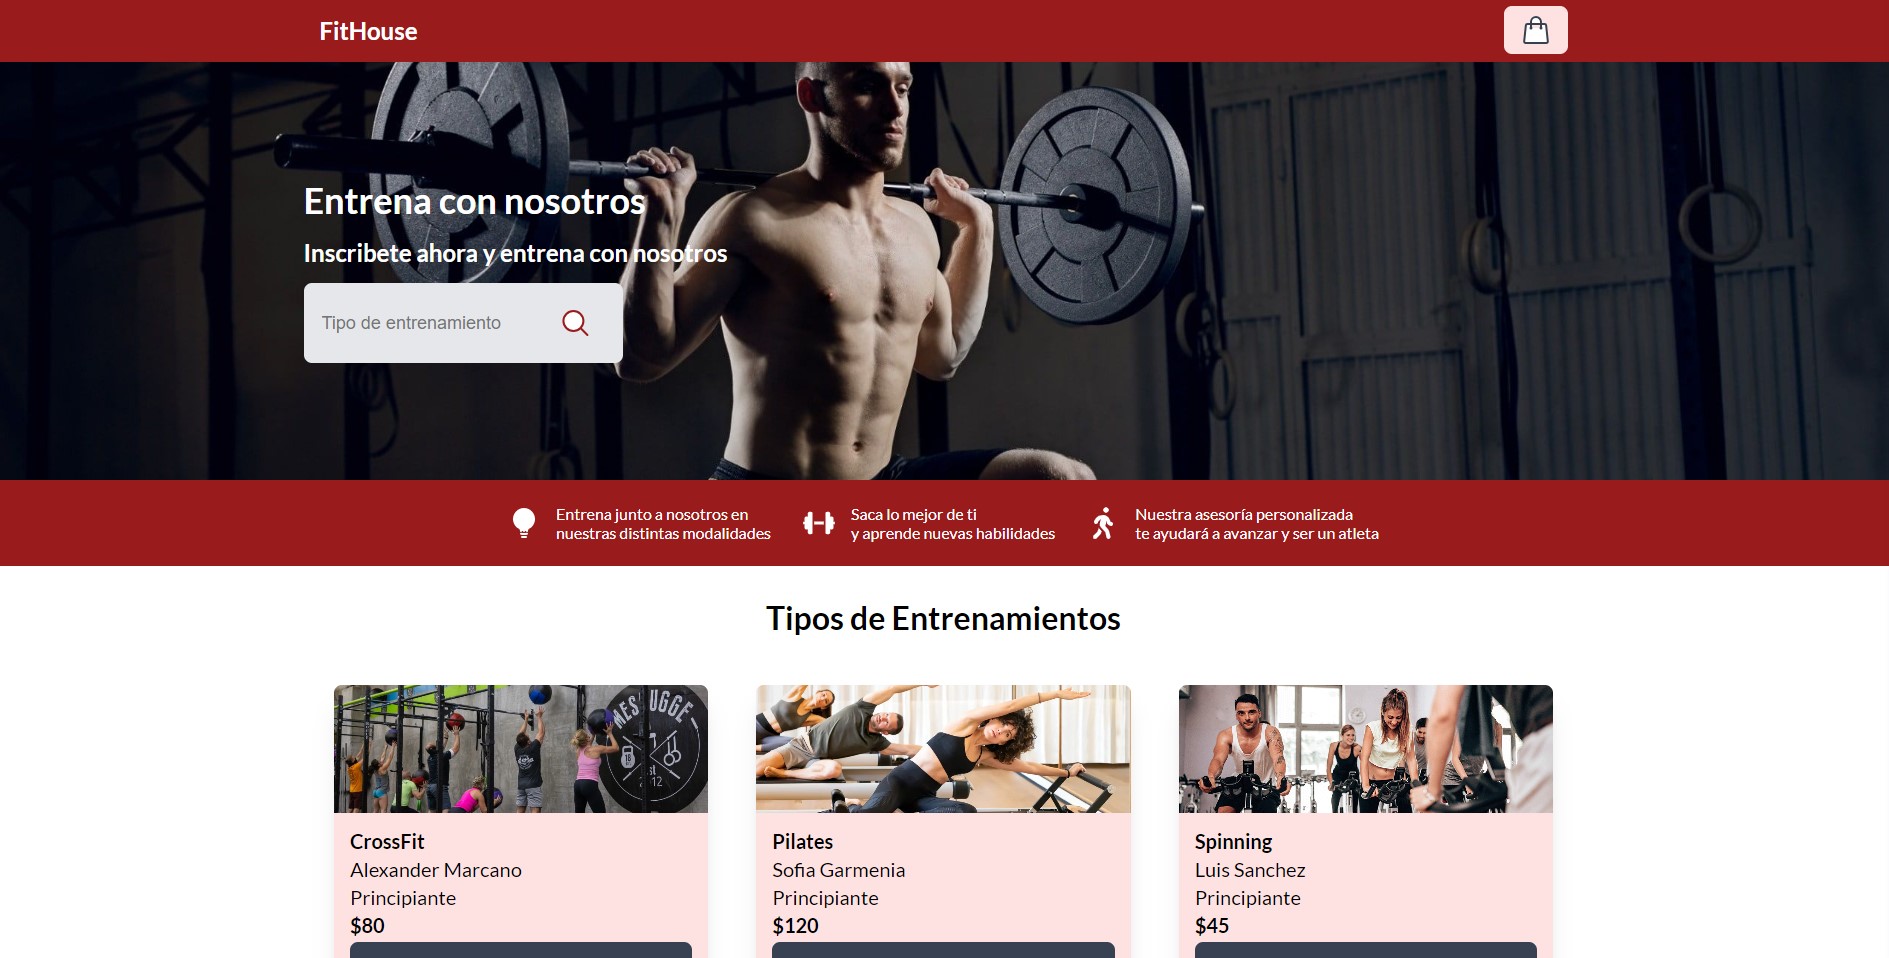 FitHouse
Entrena con nosotros
Inscribete ahora y entrena con nosotros
Tipo de entrenamiento
Entrena junto a nosotros en
nuestras distintas modalidades
Saca lo mejor de ti
y aprende nuevas habilidades
Nuestra asesoría personalizada
te ayudará a avanzar y ser un atleta
Tipos de Entrenamientos
CrossFit
Alexander Marcano
Principiante
$80
Pilates
Sofia Garmenia
Principiante
$120
Spinning
Luis Sanchez
Principiante
$45